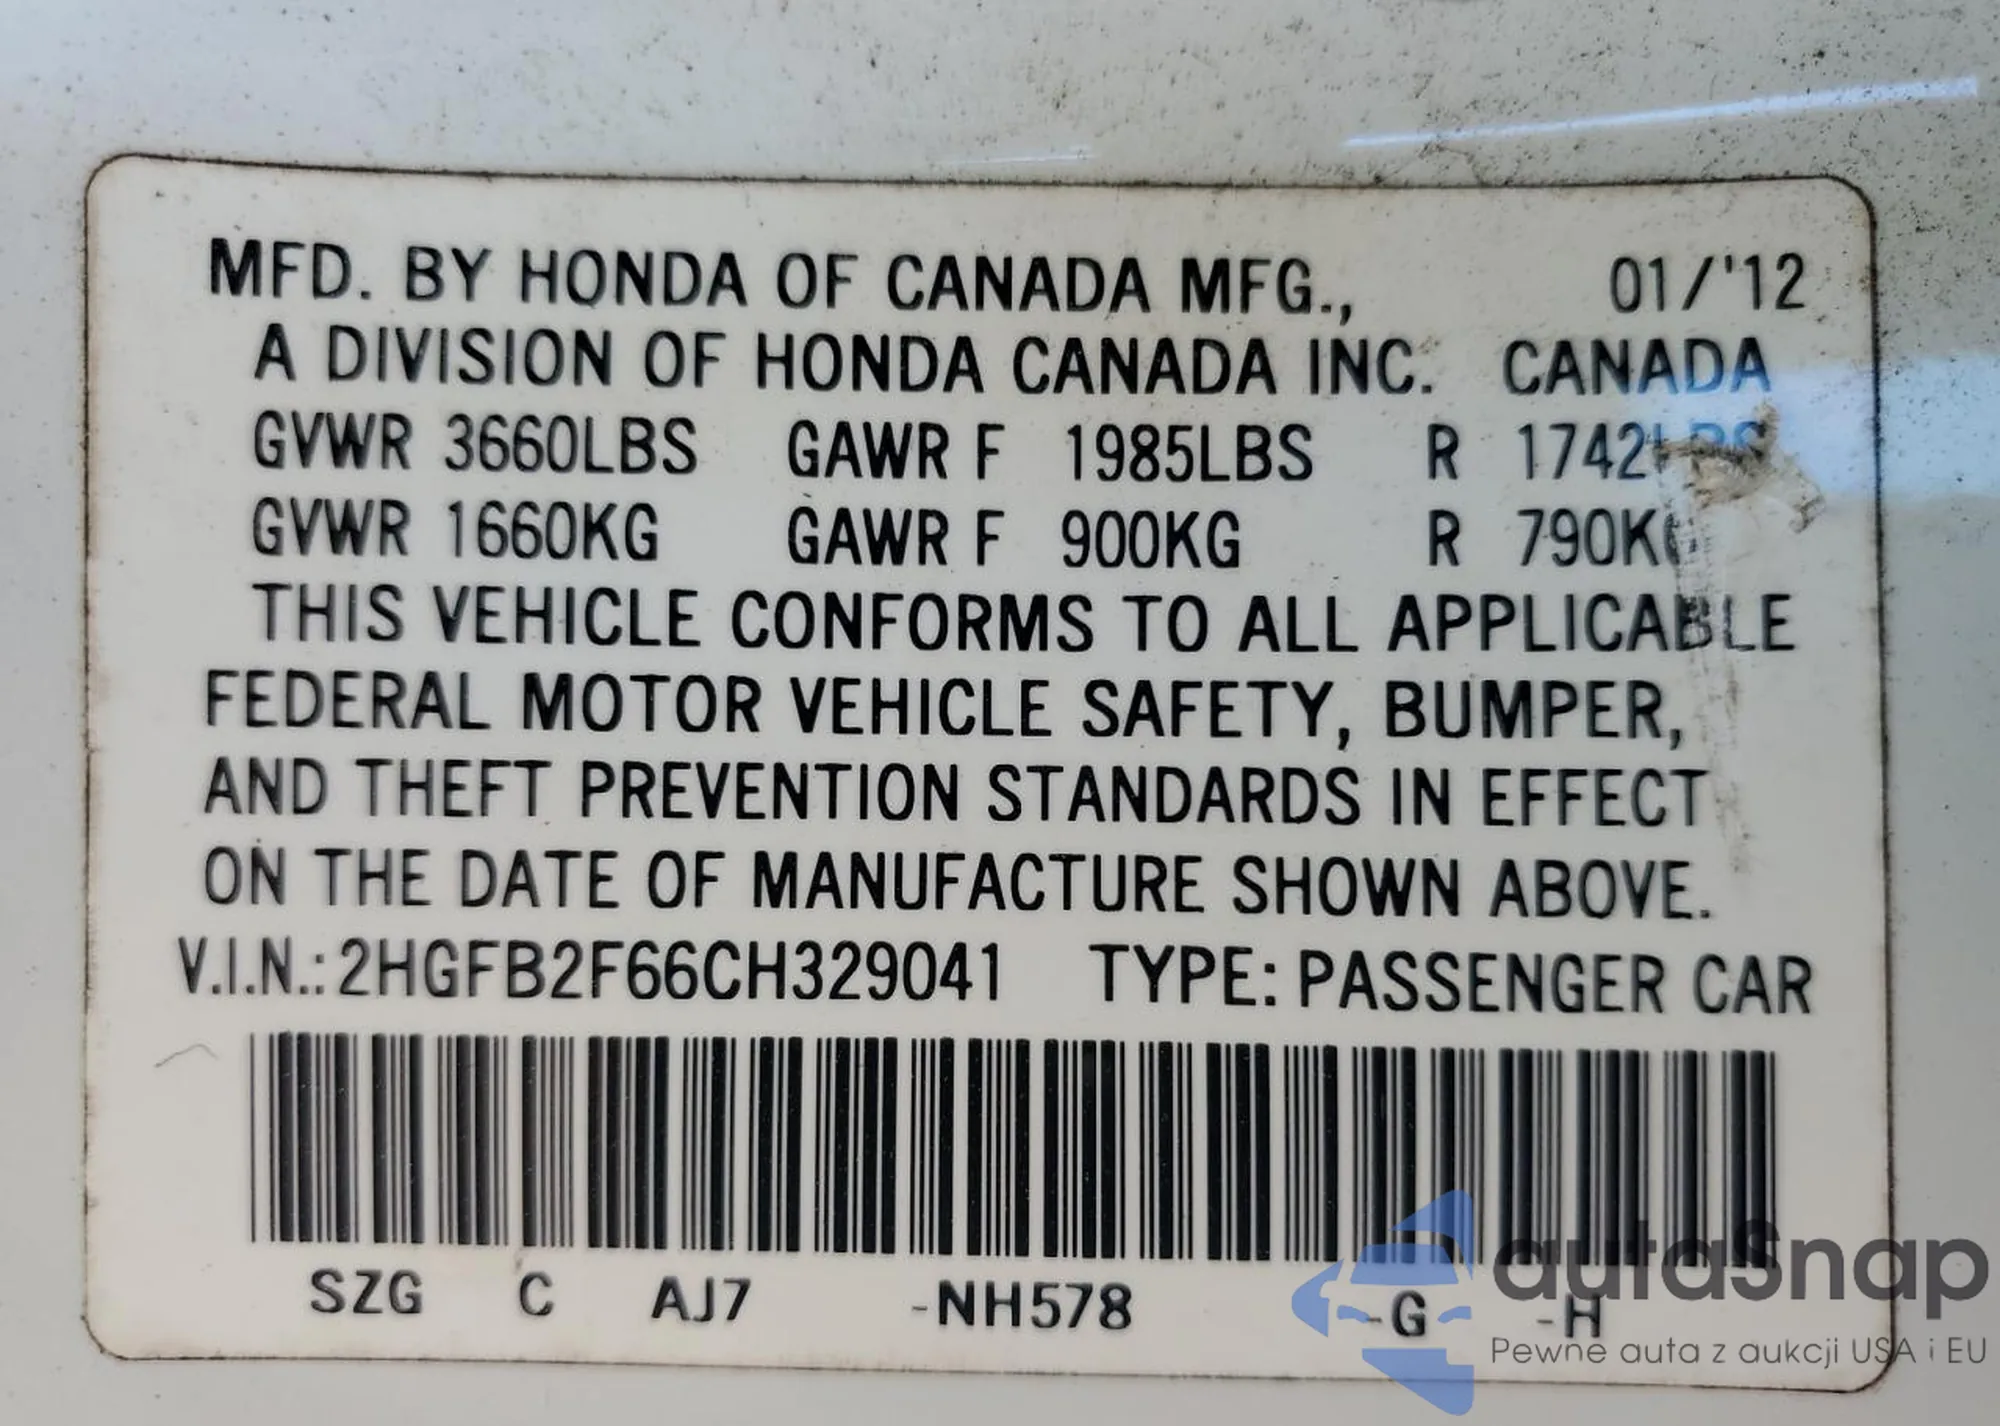 MFD. BY HONDA OF CANADA MFG., 01/'12
A DIVISION OF HONDA CANADA INC. CANADA
GVWR 3660LBS GAWR F 1985LBS R 1742LBS
GVWR 1660KG GAWR F 900KG R 790KG
THIS VEHICLE CONFORMS TO ALL APPLICABLE
FEDERAL MOTOR VEHICLE SAFETY, BUMPER,
AND THEFT PREVENTION STANDARDS IN EFFECT
ON THE DATE OF MANUFACTURE SHOWN ABOVE.
V.I.N.: 2HGFB2F66CH329041 TYPE: PASSENGER CAR
SZG C AJ7 -NH578 -G -H
autaSnap
Pewne auta z aukcji USA i EU